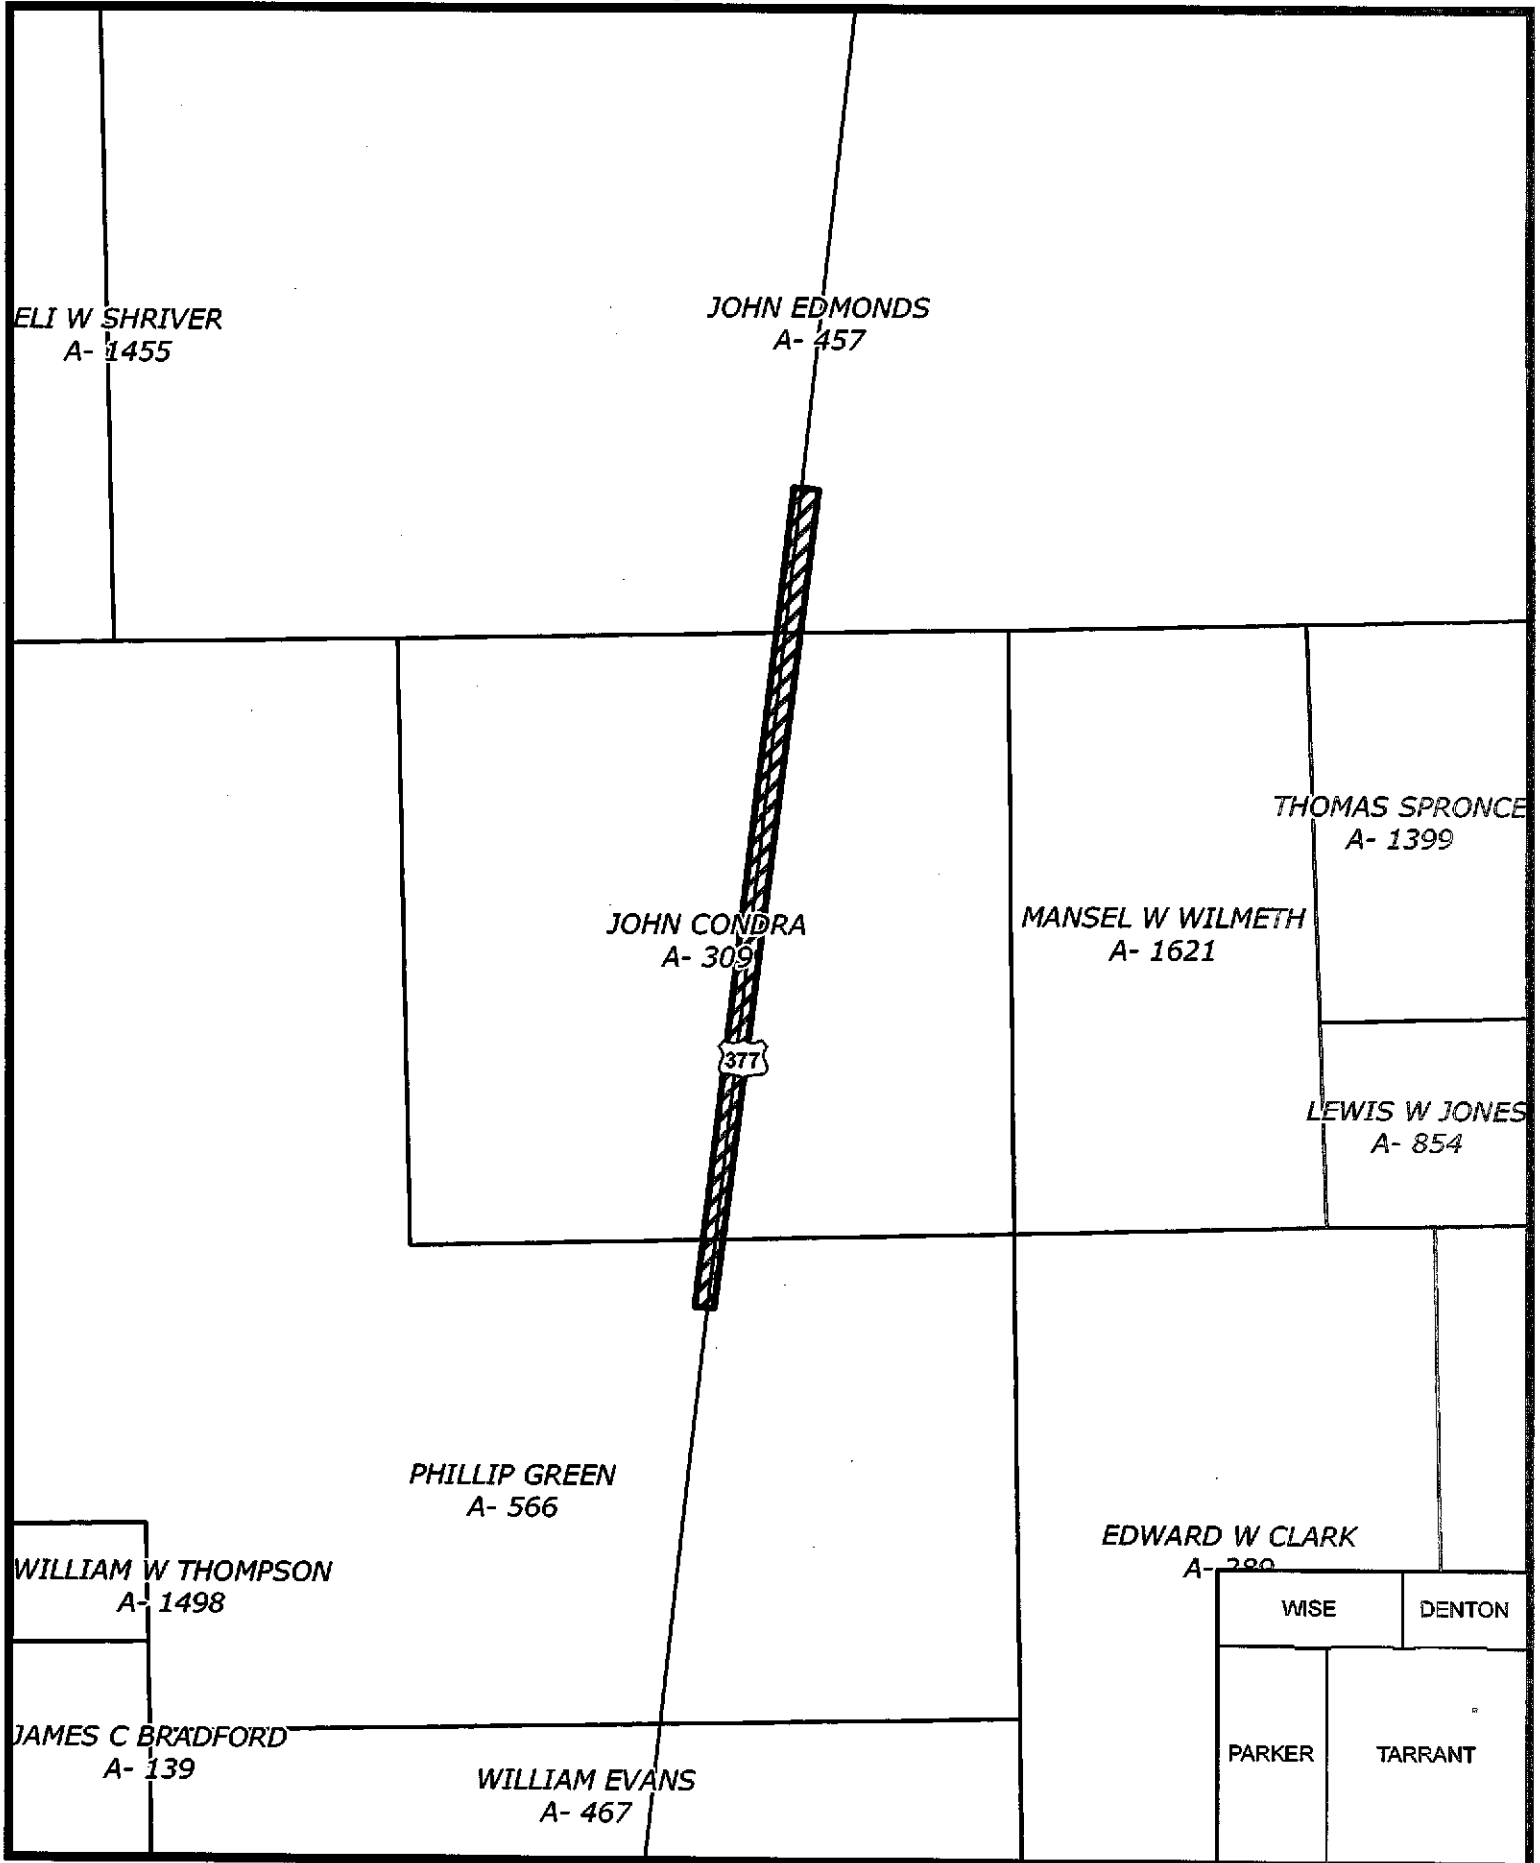 ELI W SHRIVER
A- 1455
JOHN EDMONDS
A- 457
THOMAS SPRONCE
A- 1399
JOHN CONDRA
A- 309
MANSEL W WILMETH
A- 1621
377
LEWIS W JONES
A- 854
PHILLIP GREEN
A- 566
EDWARD W CLARK
A- 289
WILLIAM W THOMPSON
A- 1498
WISE
DENTON
JAMES C BRADFORD
A- 139
WILLIAM EVANS
A- 467
PARKER
TARRANT